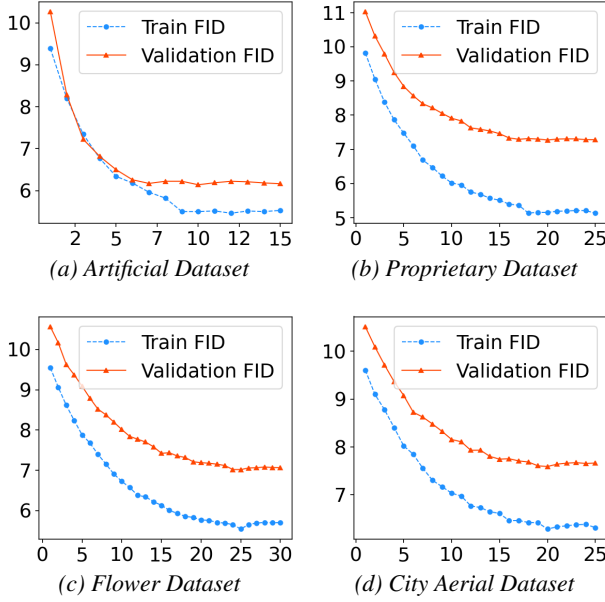 Train FID
Validation FID
10
9
8
7
6
2 5 7 10 12 15
(a) Artificial Dataset
Train FID
Validation FID
11
10
9
8
7
6
5
0 5 10 15 20 25
(b) Proprietary Dataset
Train FID
Validation FID
10
9
8
7
6
0 5 10 15 20 25 30
(c) Flower Dataset
Train FID
Validation FID
10
9
8
7
0 5 10 15 20 25
(d) City Aerial Dataset